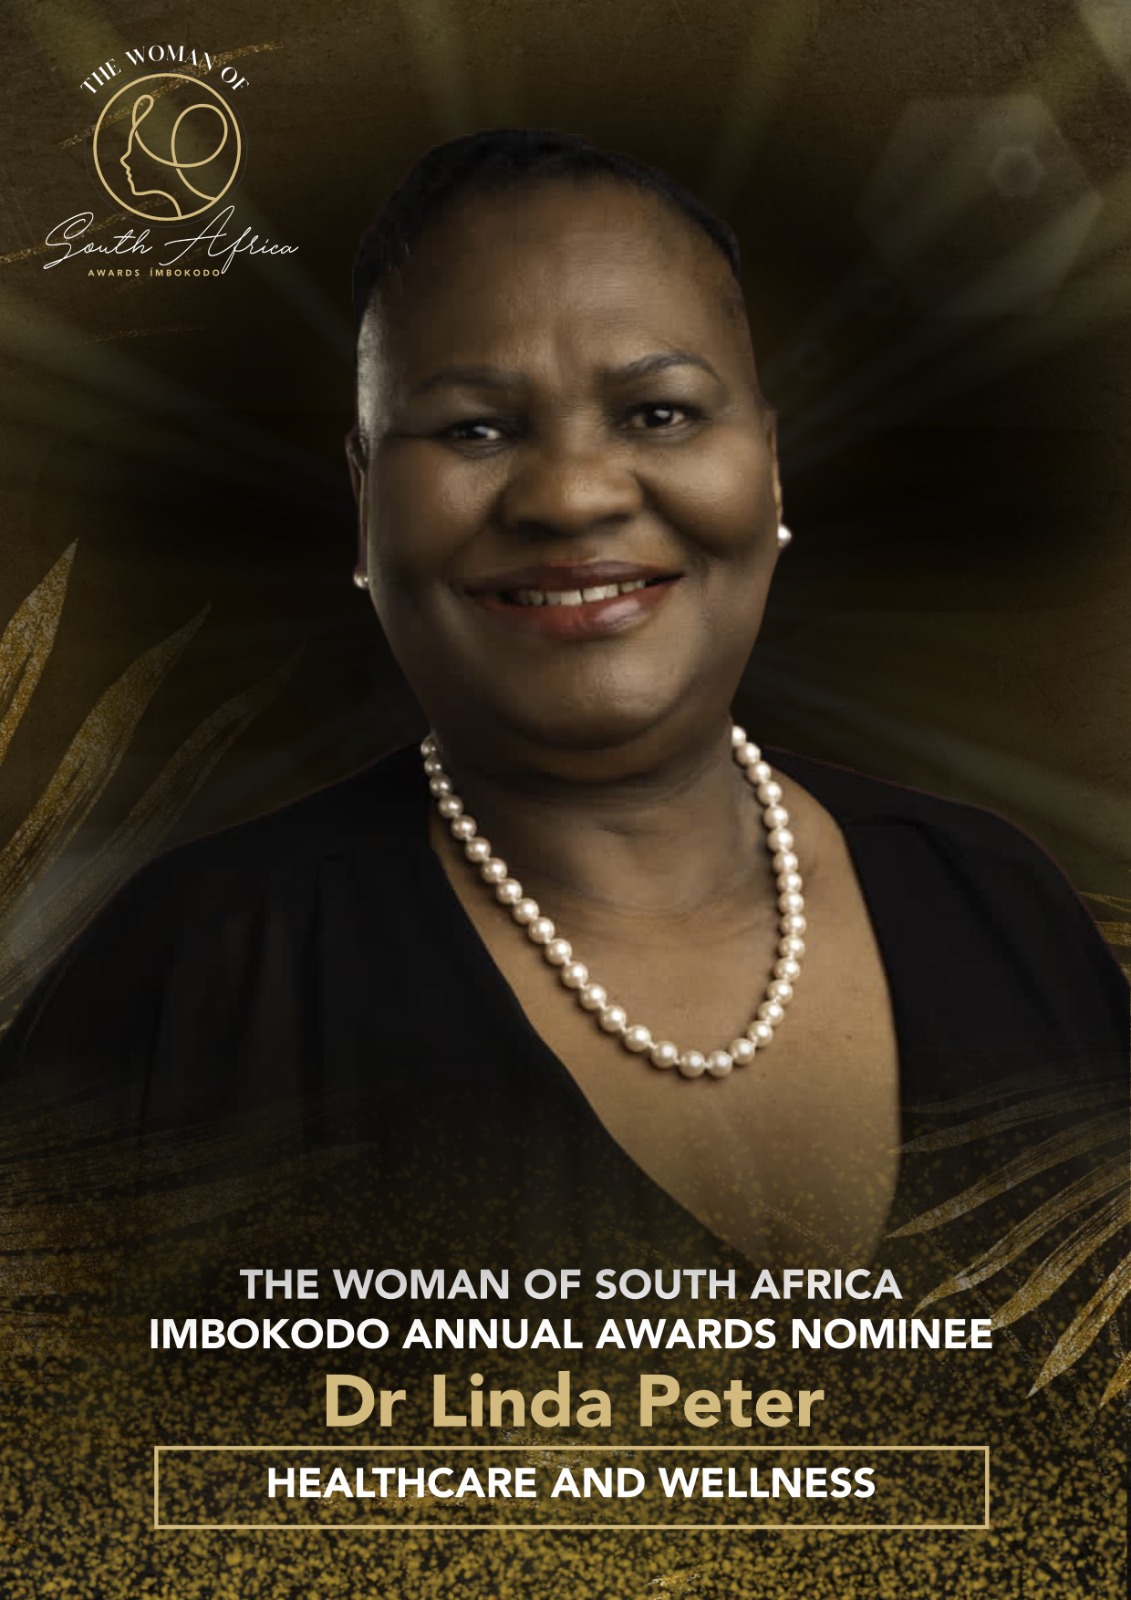 THE WOMAN OF
South Africa
AWARDS ÍMBOKODO
THE WOMAN OF SOUTH AFRICA
IMBOKODO ANNUAL AWARDS NOMINEE
Dr Linda Peter
HEALTHCARE AND WELLNESS